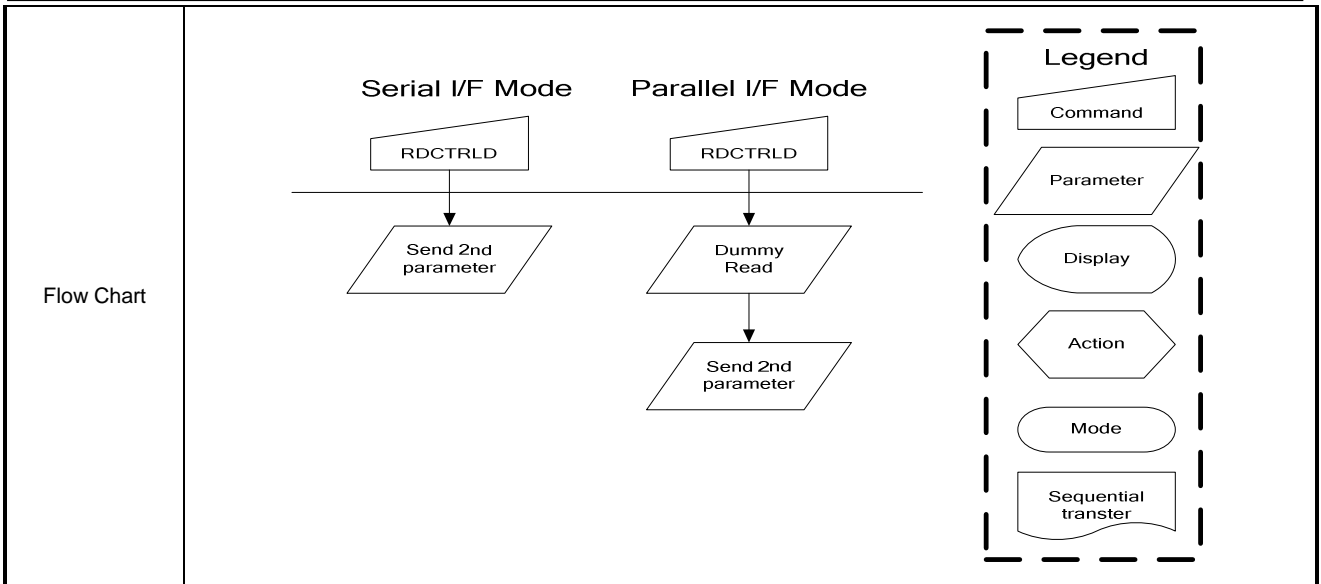 Flow Chart
Serial I/F Mode
RDCTRLD
Send 2nd
parameter
Parallel I/F Mode
RDCTRLD
Dummy
Read
Send 2nd
parameter
Legend
Command
Parameter
Display
Action
Mode
Sequential
transter